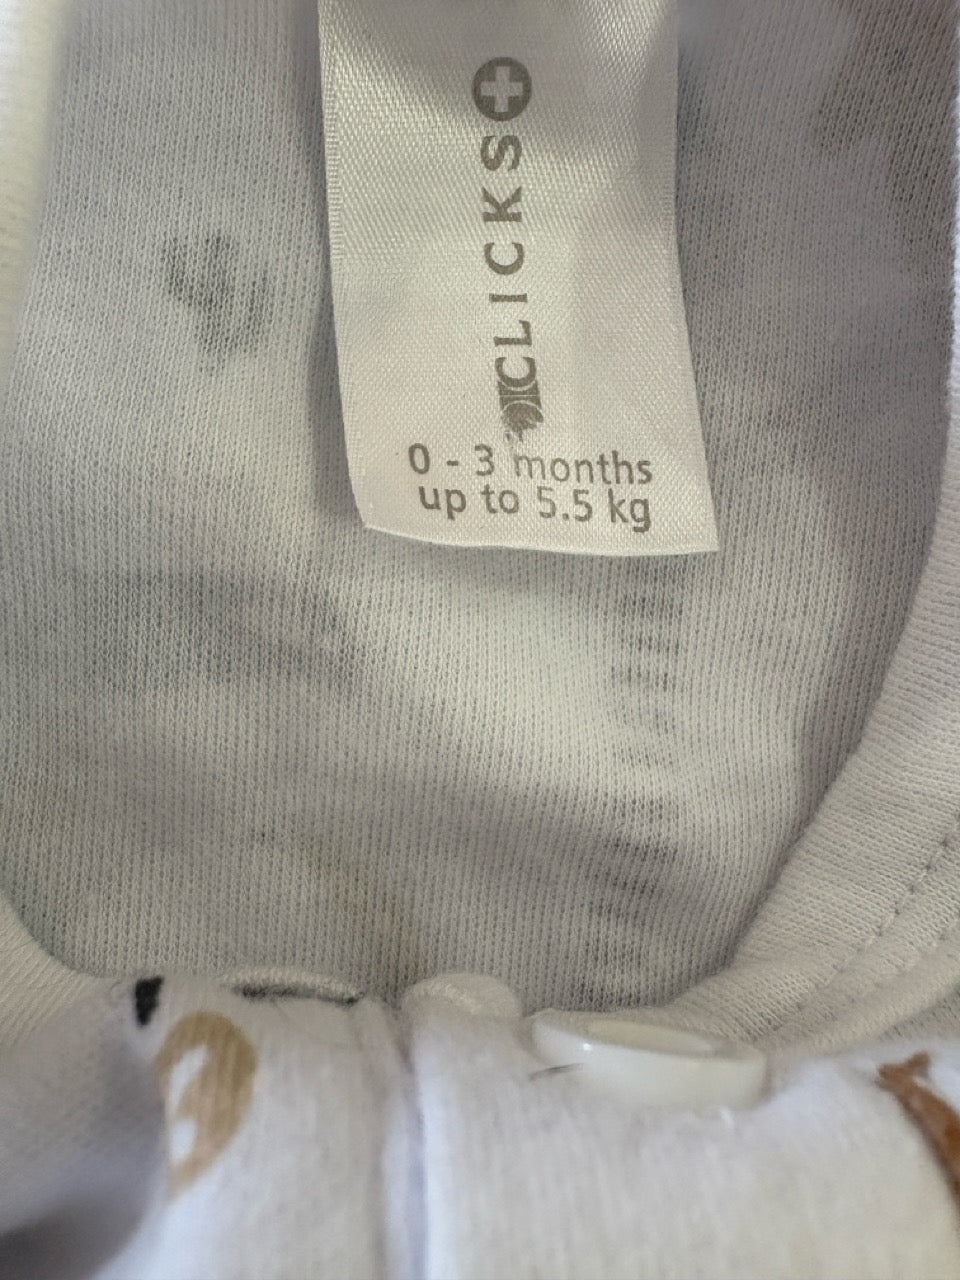 CLICKS
0 - 3 months
up to 5.5 kg